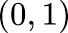 (0, 1)